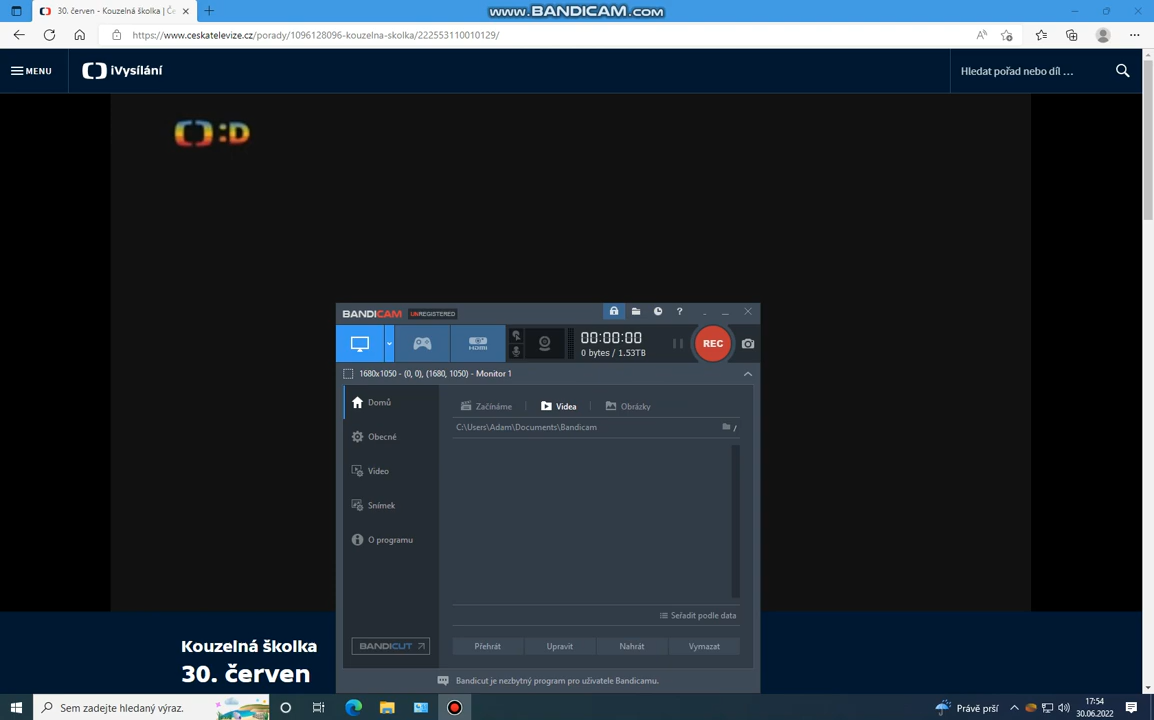 30. červen - Kouzelná školka | Če
www.BANDICAM.com
https://www.ceskatelevize.cz/porady/1096128096-kouzelna-skolka/222553110010129/
MENU
iVysílání
Hledat pořad nebo díl ...
:D
BANDICAM UNREGISTERED
HDMI
00:00:00
0 bytes / 1.53TB
REC
1680x1050 - (0, 0), (1680, 1050) - Monitor 1
Domů
Začínáme
Videa
Obrázky
C:\Users\Adam\Documents\Bandicam
/
Obecné
Video
Snímek
O programu
Seřadit podle data
BANDICUT
Přehrát
Upravit
Nahrát
Vymazat
Bandicut je nezbytný program pro uživatele Bandicamu.
Kouzelná školka
30. červen
Sem zadejte hledaný výraz.
Právě prší
17:54
30.06.2022